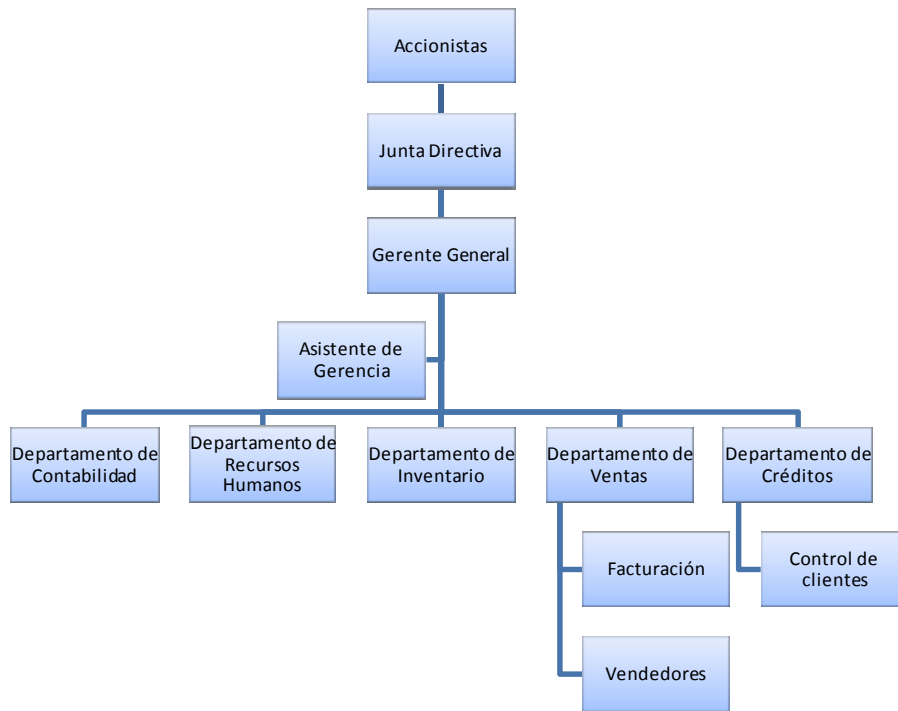 Accionistas
Junta Directiva
Gerente General
Asistente de
Gerencia
Departamento de
Contabilidad
Departamento de
Recursos
Humanos
Departamento de
Inventario
Departamento de
Ventas
Departamento de
Créditos
Facturación
Control de
clientes
Vendedores